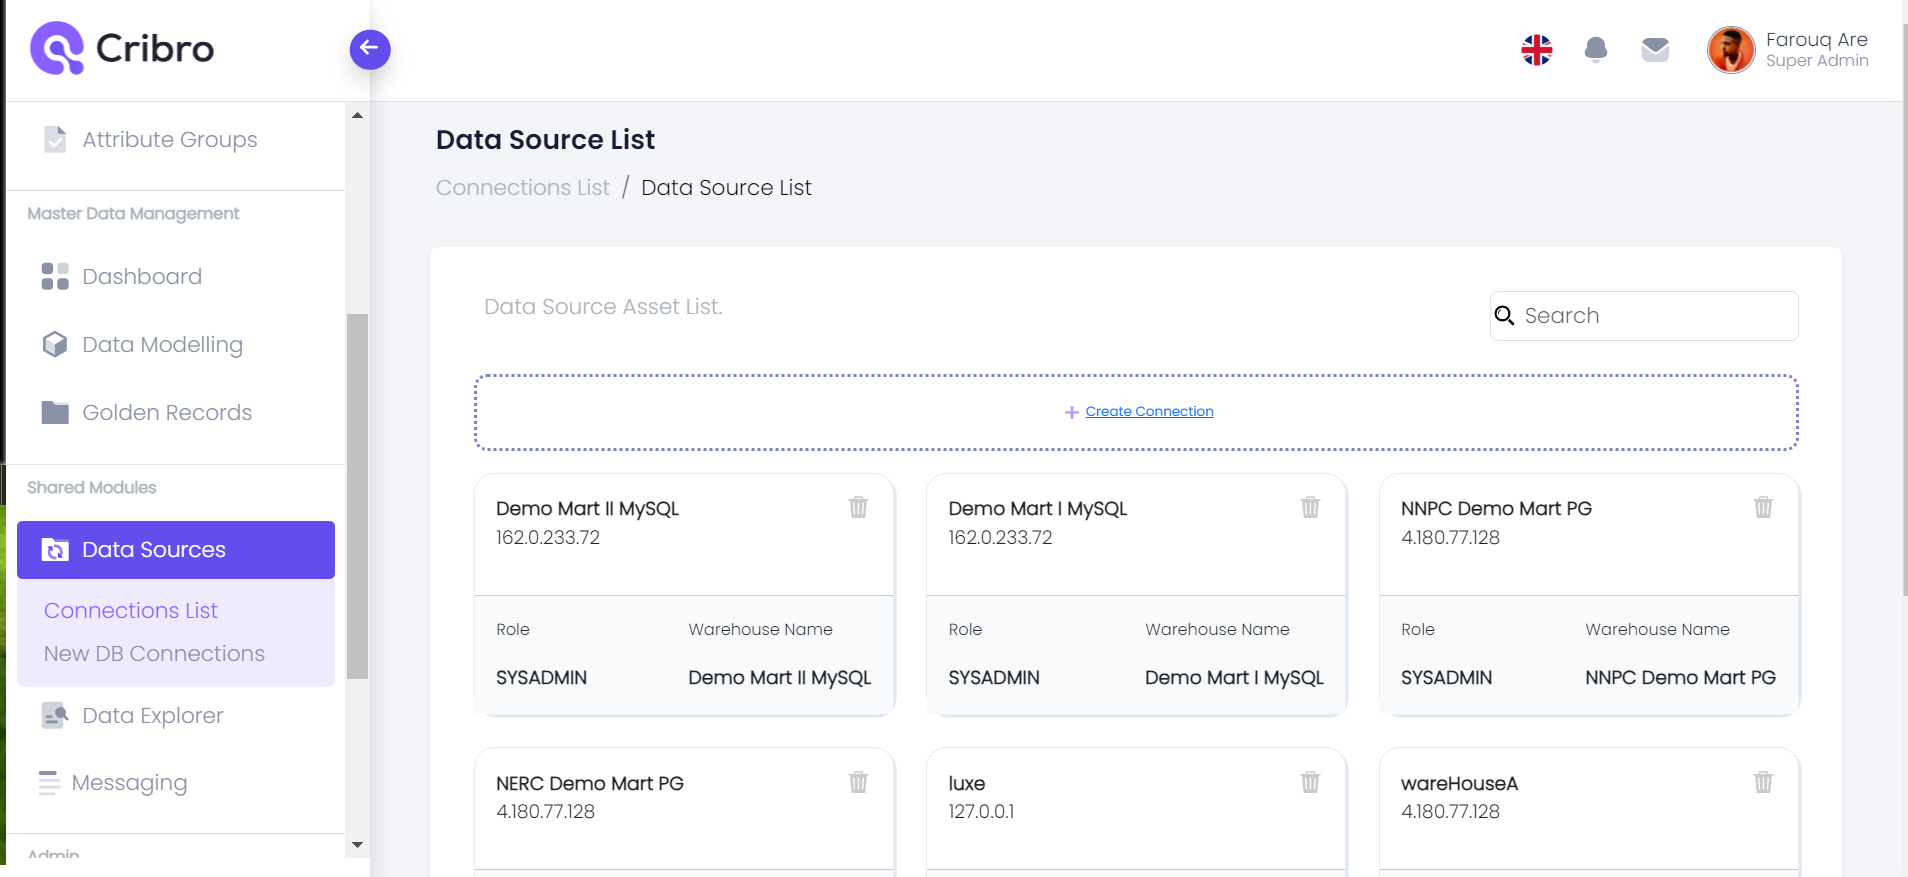 Cribro
Farouq Are
Super Admin
Attribute Groups
Master Data Management
Dashboard
Data Modelling
Golden Records
Shared Modules
Data Sources
Connections List
New DB Connections
Data Explorer
Messaging
Admin
Data Source List
Connections List / Data Source List
Data Source Asset List.
Search
+ Create Connection
Demo Mart II MySQL
162.0.233.72
Role Warehouse Name
SYSADMIN Demo Mart II MySQL
Demo Mart I MySQL
162.0.233.72
Role Warehouse Name
SYSADMIN Demo Mart I MySQL
NNPC Demo Mart PG
4.180.77.128
Role Warehouse Name
SYSADMIN NNPC Demo Mart PG
NERC Demo Mart PG
4.180.77.128
luxe
127.0.0.1
wareHouseA
4.180.77.128